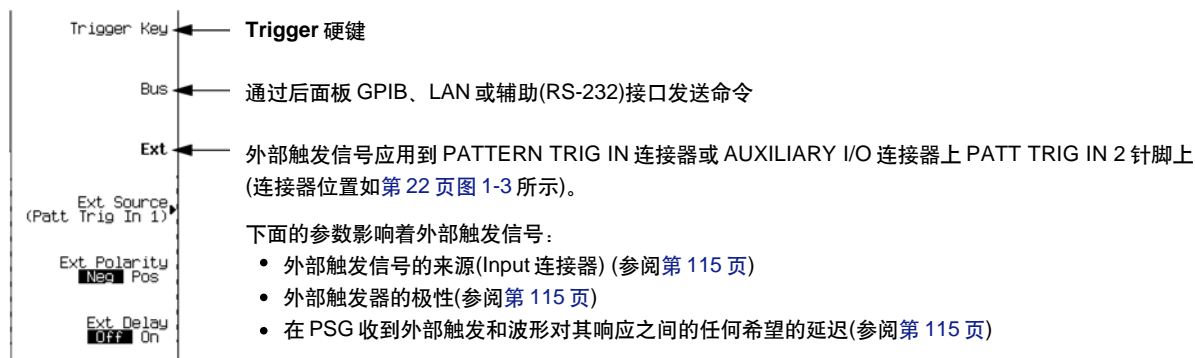 Trigger Key
Trigger 硬键
Bus
通过后面板 GPIB、LAN 或辅助(RS-232)接口发送命令
Ext
外部触发信号应用到 PATTERN TRIG IN 连接器或 AUXILIARY I/O 连接器上 PATT TRIG IN 2 针脚上
(连接器位置如第 22 页图 1-3 所示)。
Ext Source
(Patt Trig In 1)
下面的参数影响着外部触发信号：
Ext Polarity
Neg Pos
• 外部触发信号的来源(Input 连接器) (参阅第 115 页)
• 外部触发器的极性(参阅第 115 页)
Ext Delay
Off On
• 在 PSG 收到外部触发和波形对其响应之间的任何希望的延迟(参阅第 115 页)